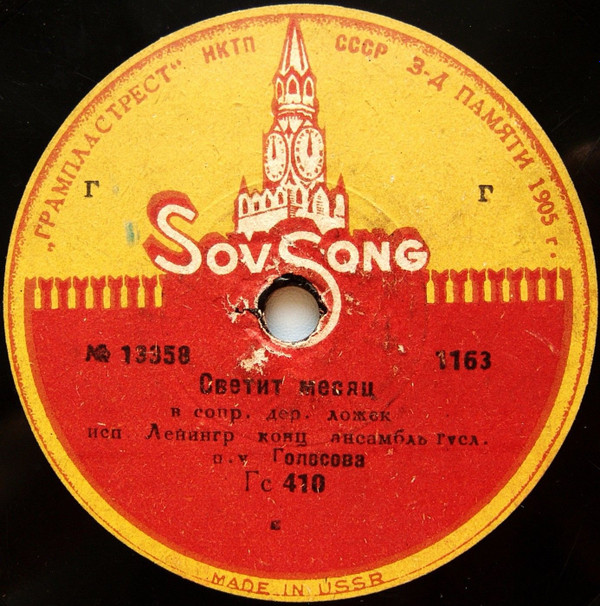 „ГРАМПЛАСТРЕСТ“ НКТП СССР З-Д ПАМЯТИ 1905 г.
Г Г
SovSong
№ 13358 1163
Светит месяц
в сопр. дер. ложек
исп Ленингр конц ансамбль гусл.
п.у Голосова
Гс 410
MADE IN USSR